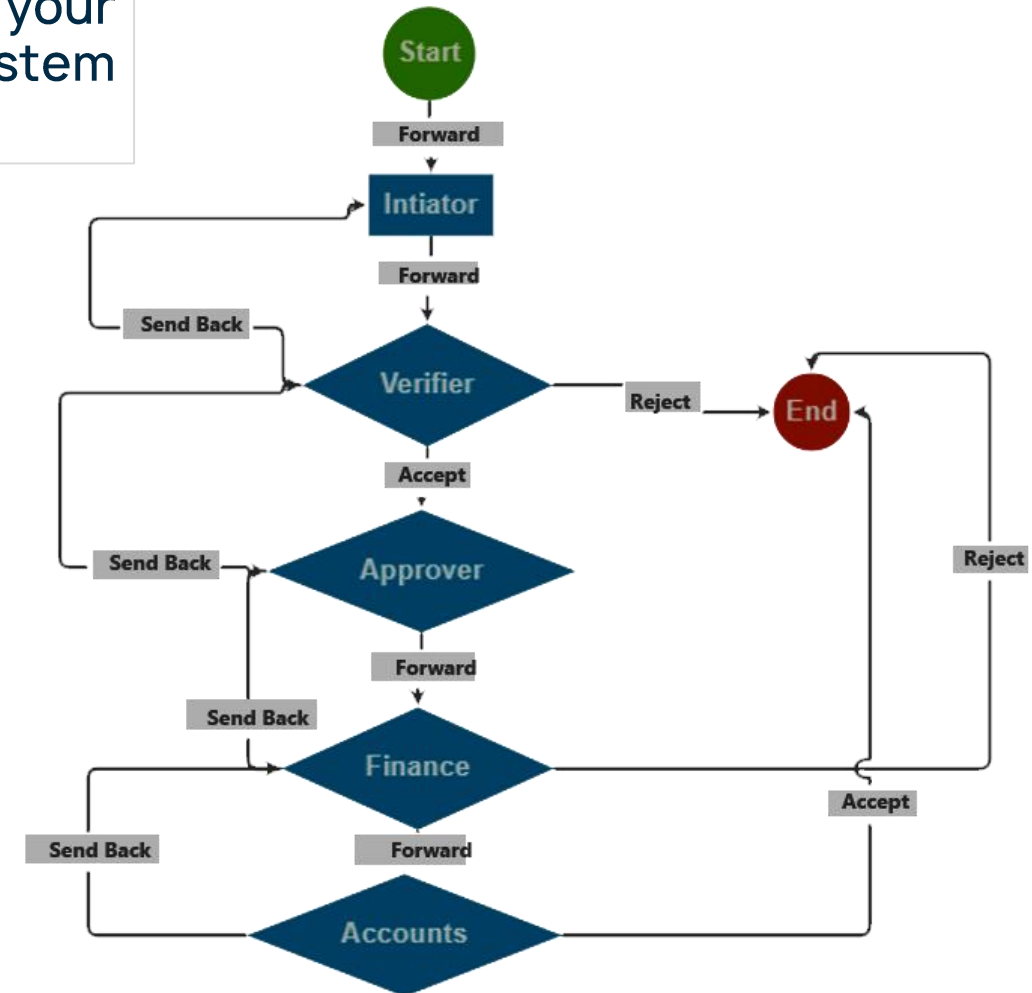 your
stem
Start
Forward
Intiator
Forward
Send Back
Verifier
Reject
End
Accept
Send Back
Approver
Reject
Forward
Send Back
Finance
Accept
Send Back
Forward
Accounts